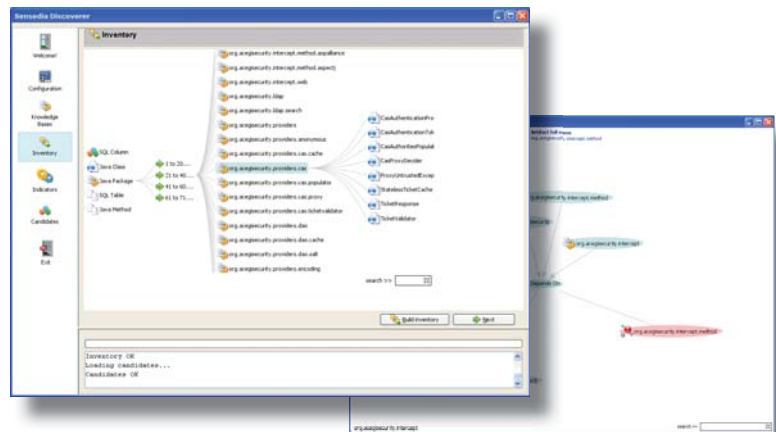 Sensedia Discoverer
Inventory
Welcome!
Configuration
Knowledge
Bases
Inventory
Indicators
Candidates
Exit
SQL Column
Java Class
Java Package
SQL Table
Java Method
1 to 20....
21 to 40....
41 to 60....
61 to 71....
org.acegisecurity.intercept.method.aopalliance
org.acegisecurity.intercept.method.aspectj
org.acegisecurity.intercept.web
org.acegisecurity.ldap
org.acegisecurity.ldap.search
org.acegisecurity.providers
org.acegisecurity.providers.anonymous
org.acegisecurity.providers.cas.cache
org.acegisecurity.providers.cas
org.acegisecurity.providers.cas.populator
org.acegisecurity.providers.cas.proxy
org.acegisecurity.providers.cas.ticketvalidator
org.acegisecurity.providers.dao
org.acegisecurity.providers.dao.cache
org.acegisecurity.providers.dao.salt
org.acegisecurity.providers.encoding
CasAuthenticationPro
CasAuthenticationTok
CasAuthoritiesPopulat
CasProxyDecider
ProxyUntrustedExcep
StatelessTicketCache
TicketResponse
TicketValidator
search >>
Build inventory
Next
Inventory OK
Loading candidates...
Candidates OK
org.acegisecurity.intercept.method
org.acegisecurity.intercept
Depends On
org.acegisecurity.intercept.method
org.acegisecurity.intercept
search >>